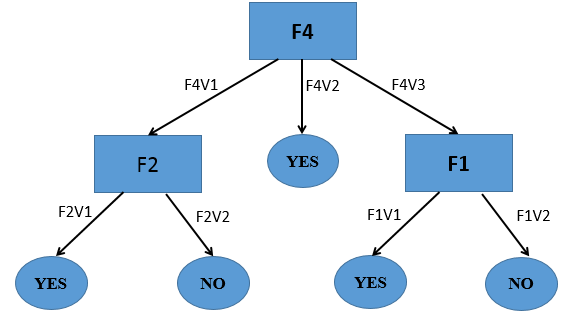 F4
F4V1
F4V2
F4V3
F2
YES
F1
F2V1
F2V2
F1V1
F1V2
YES
NO
YES
NO